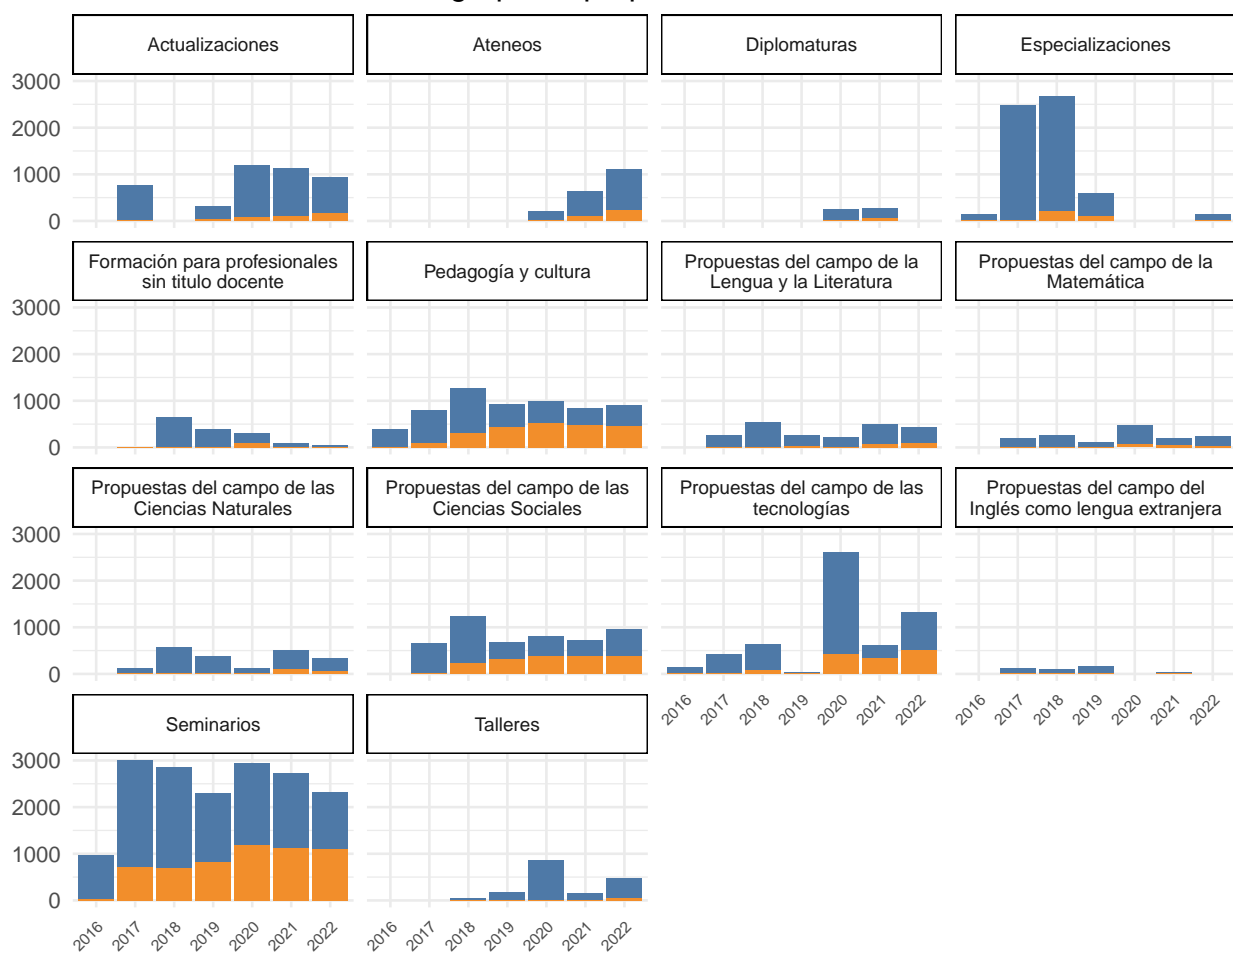 Actualizaciones
Ateneos
Diplomaturas
Especializaciones
3000
2000
1000
0
Formación para profesionales
sin titulo docente
Pedagogía y cultura
Propuestas del campo de la
Lengua y la Literatura
Propuestas del campo de la
Matemática
3000
2000
1000
0
Propuestas del campo de las
Ciencias Naturales
Propuestas del campo de las
Ciencias Sociales
Propuestas del campo de las
tecnologías
Propuestas del campo del
Inglés como lengua extranjera
3000
2000
1000
0
2016 2017 2018 2019 2020 2021 2022
2016 2017 2018 2019 2020 2021 2022
Seminarios
Talleres
3000
2000
1000
0
2016 2017 2018 2019 2020 2021 2022
2016 2017 2018 2019 2020 2021 2022